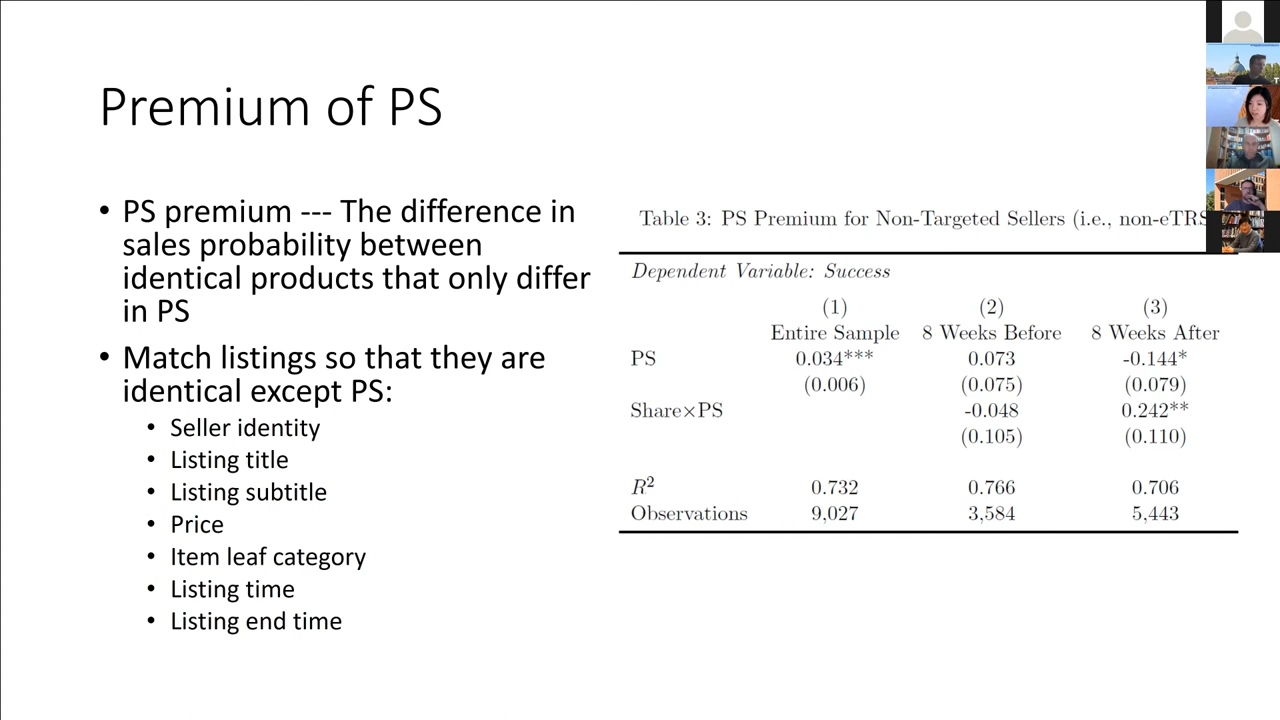 Premium of PS
• PS premium --- The difference in
sales probability between
identical products that only differ
in PS
• Match listings so that they are
identical except PS:
• Seller identity
• Listing title
• Listing subtitle
• Price
• Item leaf category
• Listing time
• Listing end time
Table 3: PS Premium for Non-Targeted Sellers (i.e., non-eTRS
Dependent Variable: Success
(1) (2) (3)
Entire Sample 8 Weeks Before 8 Weeks After
PS 0.034*** 0.073 -0.144*
(0.006) (0.075) (0.079)
Share×PS -0.048 0.242**
(0.105) (0.110)
R² 0.732 0.766 0.706
Observations 9,027 3,584 5,443